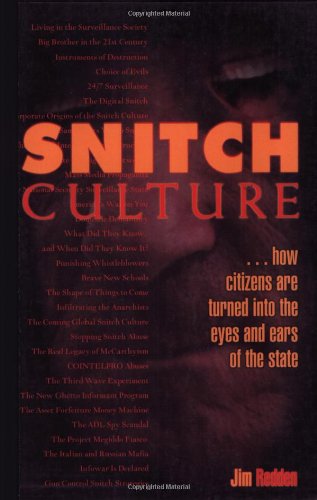 Living in the Surveillance Society
Big Brother in the 21st Century
Instruments of Destruction
Choice of Evils
24/7 Surveillance
The Digital Snitch
Corporate Origins of the Snitch Culture
SNITCH
Mass Media Propaganda
CULTURE
What Did They Know,
and When Did They Know It?
Punishing Whistleblowers
Brave New Schools
The Shape of Things to Come
Infiltrating the Anarchists
The Coming Global Snitch Culture
Stopping Snitch Abuse
The Real Legacy of McCarthyism
COINTELPRO Abuses
The Third Wave Experiment
The New Ghetto Informant Program
The Asset Forfeiture Money Machine
The ADL Spy Scandal
The Project Megiddo Fiasco
The Italian and Russian Mafia
Infowar Is Declared
Gun Control Snitch
. . . how
citizens are
turned into the
eyes and ears
of the state
Jim Redden